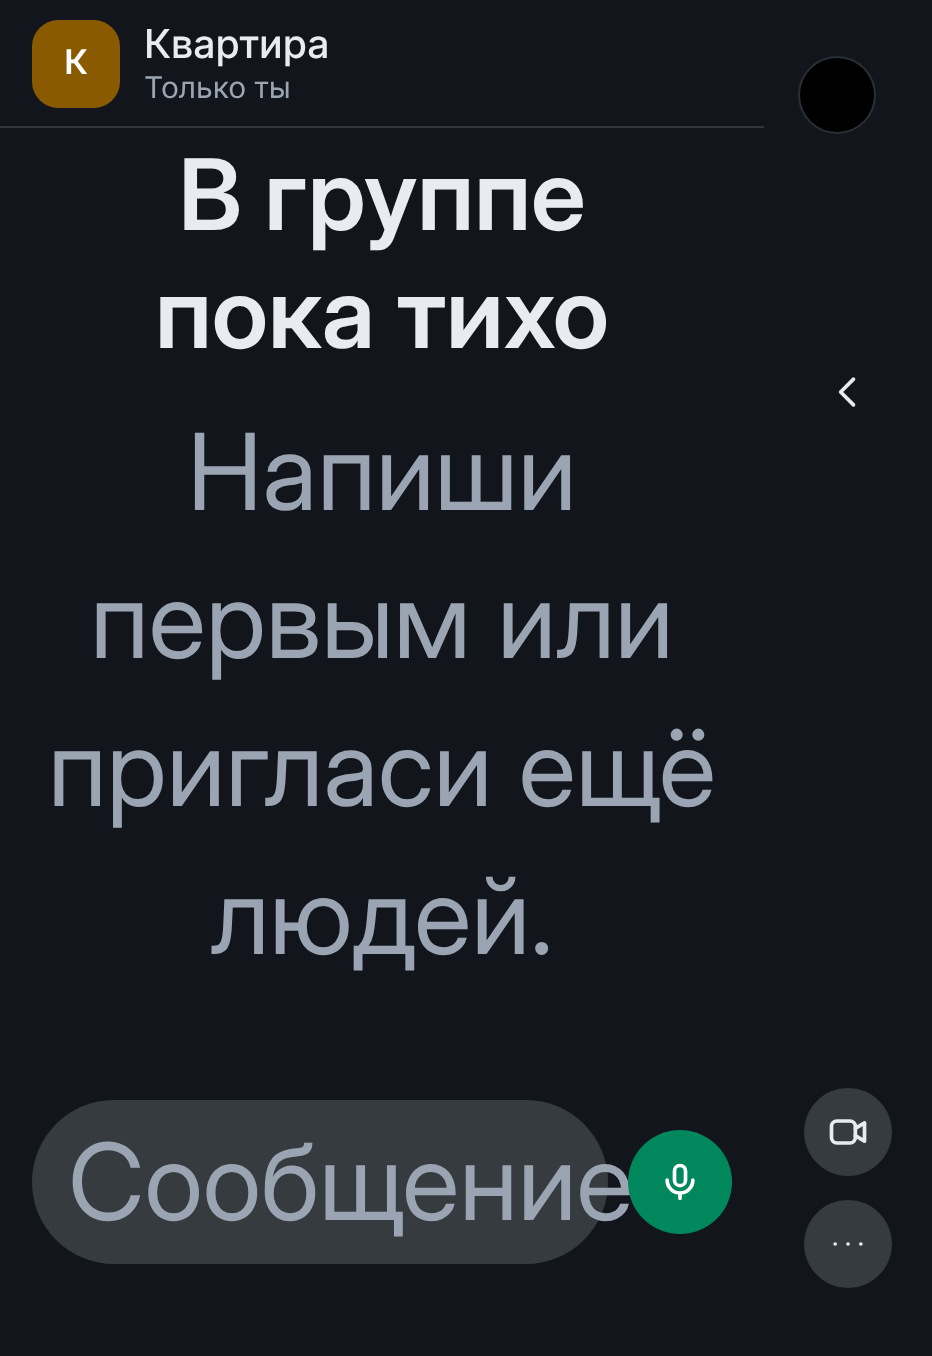 К
Квартира
Только ты
В группе
пока тихо
Напиши
первым или
пригласи ещё
людей.
Сообщение